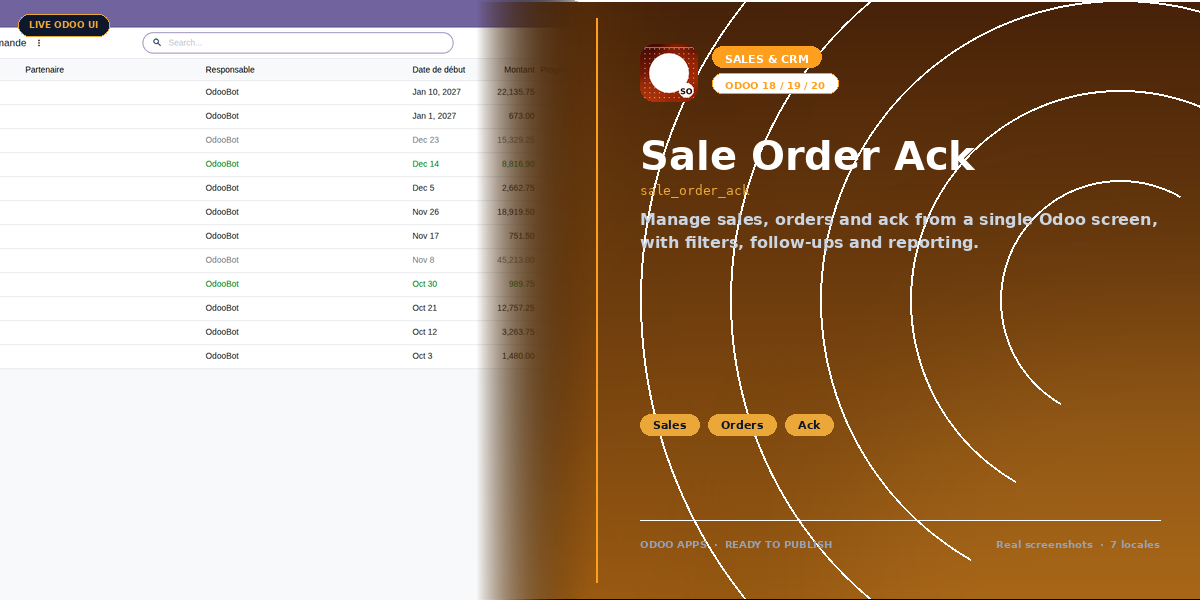 LIVE ODOO UI
mande
Search...
Partenaire Responsable Date de début Montant
OdooBot Jan 10, 2027 22,135.75
OdooBot Jan 1, 2027 673.00
OdooBot Dec 23 15,329.25
OdooBot Dec 14 8,816.90
OdooBot Dec 5 2,662.75
OdooBot Nov 26 18,919.50
OdooBot Nov 17 751.50
OdooBot Nov 8 45,213.00
OdooBot Oct 30 989.75
OdooBot Oct 21 12,757.25
OdooBot Oct 12 3,263.75
OdooBot Oct 3 1,480.00
SO
SALES & CRM
ODOO 18 / 19 / 20
Sale Order Ack
sale_order_ack
Manage sales, orders and ack from a single Odoo screen,
with filters, follow-ups and reporting.
Sales Orders Ack
ODOO APPS · READY TO PUBLISH
Real screenshots · 7 locales